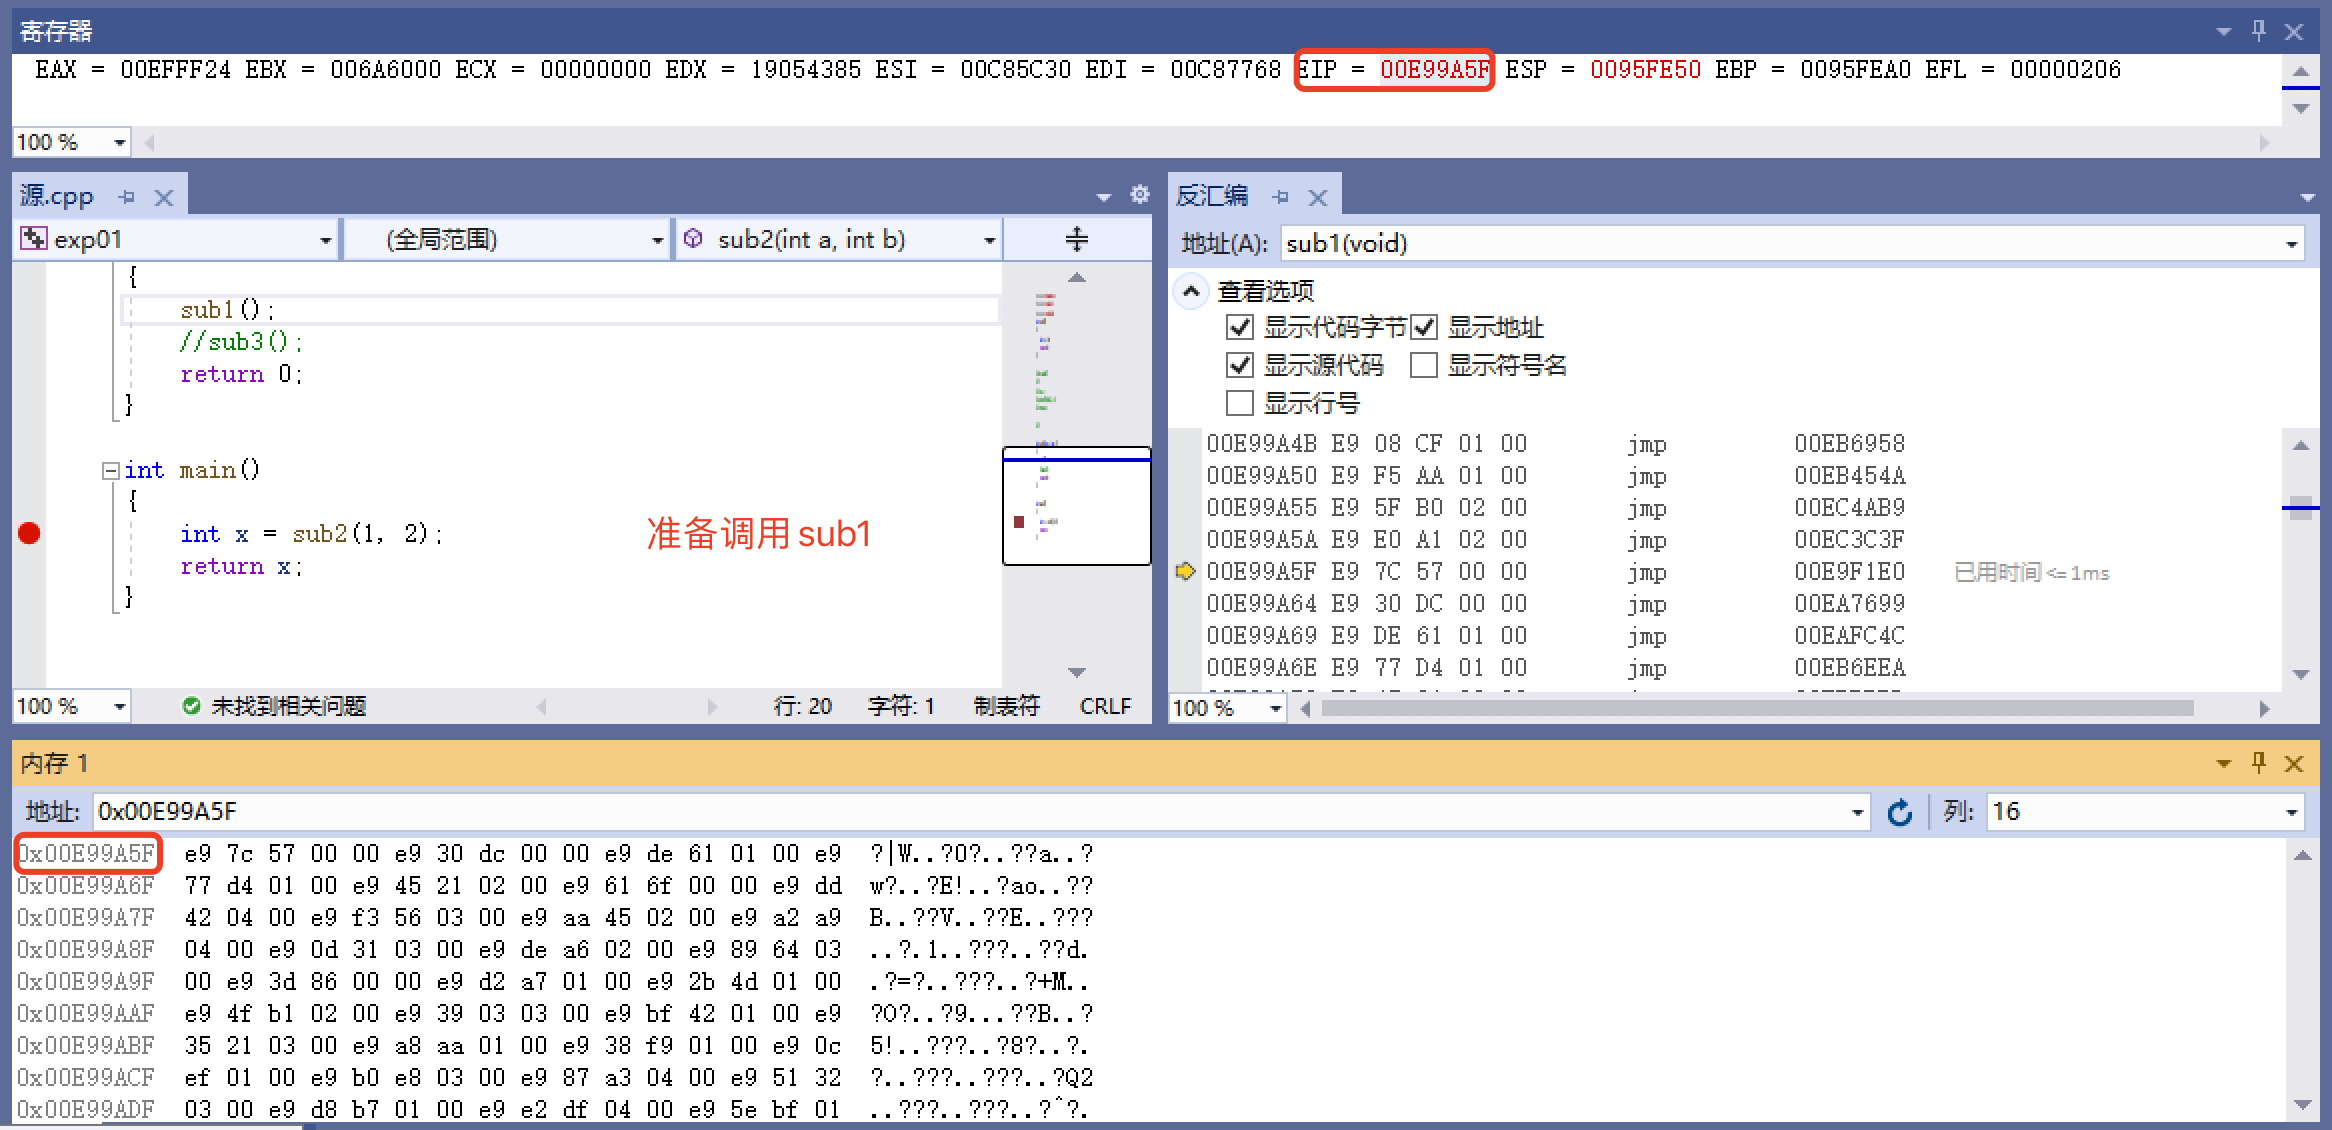 寄存器
EAX = 00EFFF24 EBX = 006A6000 ECX = 00000000 EDX = 19054385 ESI = 00C85C30 EDI = 00C87768 EIP = 00E99A5F ESP = 0095FE50 EBP = 0095FEA0 EFL = 00000206
100 %
源.cpp
exp01 (全局范围) sub2(int a, int b)
{
sub1();
//sub3();
return 0;
}
int main()
{
int x = sub2(1, 2);
return x;
}
准备调用sub1
100 % 未找到相关问题 行: 20 字符: 1 制表符 CRLF
反汇编
地址(A): sub1(void)
查看选项
显示代码字节 显示地址
显示源代码 显示符号名
显示行号
00E99A4B E9 08 CF 01 00 jmp 00EB6958
00E99A50 E9 F5 AA 01 00 jmp 00EB454A
00E99A55 E9 5F B0 02 00 jmp 00EC4AB9
00E99A5A E9 E0 A1 02 00 jmp 00EC3C3F
00E99A5F E9 7C 57 00 00 jmp 00E9F1E0 已用时间 <= 1ms
00E99A64 E9 30 DC 00 00 jmp 00EA7699
00E99A69 E9 DE 61 01 00 jmp 00EAFC4C
00E99A6E E9 77 D4 01 00 jmp 00EB6EEA
100 %
内存 1
地址: 0x00E99A5F 列: 16
0x00E99A5F e9 7c 57 00 00 e9 30 dc 00 00 e9 de 61 01 00 e9 ?|W..?0?..??a..?
0x00E99A6F 77 d4 01 00 e9 45 21 02 00 e9 61 6f 00 00 e9 dd w?..?E!..?ao..??
0x00E99A7F 42 04 00 e9 f3 56 03 00 e9 aa 45 02 00 e9 a2 a9 B..??V..??E..???
0x00E99A8F 04 00 e9 0d 31 03 00 e9 de a6 02 00 e9 89 64 03 ..?.1..???..??d.
0x00E99A9F 00 e9 3d 86 00 00 e9 d2 a7 01 00 e9 2b 4d 01 00 .?=?..???..?+M..
0x00E99AAF e9 4f b1 02 00 e9 39 03 03 00 e9 bf 42 01 00 e9 ?O?..?9...??B..?
0x00E99ABF 35 21 03 00 e9 a8 aa 01 00 e9 38 f9 01 00 e9 0c 5!..???..?8?..?.
0x00E99ACF ef 01 00 e9 b0 e8 03 00 e9 87 a3 04 00 e9 51 32 ?..???..???..?Q2
0x00E99ADF 03 00 e9 d8 b7 01 00 e9 e2 df 04 00 e9 5e bf 01 ..???..???..?^?.